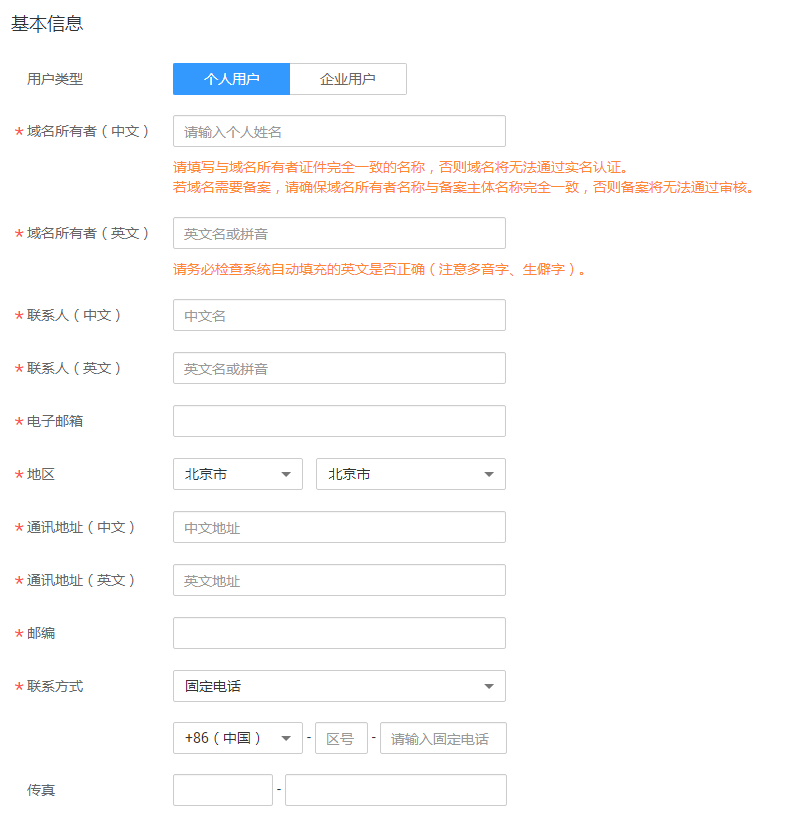 基本信息
用户类型 个人用户 企业用户
* 域名所有者（中文） 请输入个人姓名
请填写与域名所有者证件完全一致的名称，否则域名将无法通过实名认证。
若域名需要备案，请确保域名所有者名称与备案主体名称完全一致，否则备案将无法通过审核。
* 域名所有者（英文） 英文名或拼音
请务必检查系统自动填充的英文是否正确（注意多音字、生僻字）。
* 联系人（中文） 中文名
* 联系人（英文） 英文名或拼音
* 电子邮箱
* 地区 北京市 北京市
* 通讯地址（中文） 中文地址
* 通讯地址（英文） 英文地址
* 邮编
* 联系方式 固定电话
+86（中国） - 区号 - 请输入固定电话
传真 -